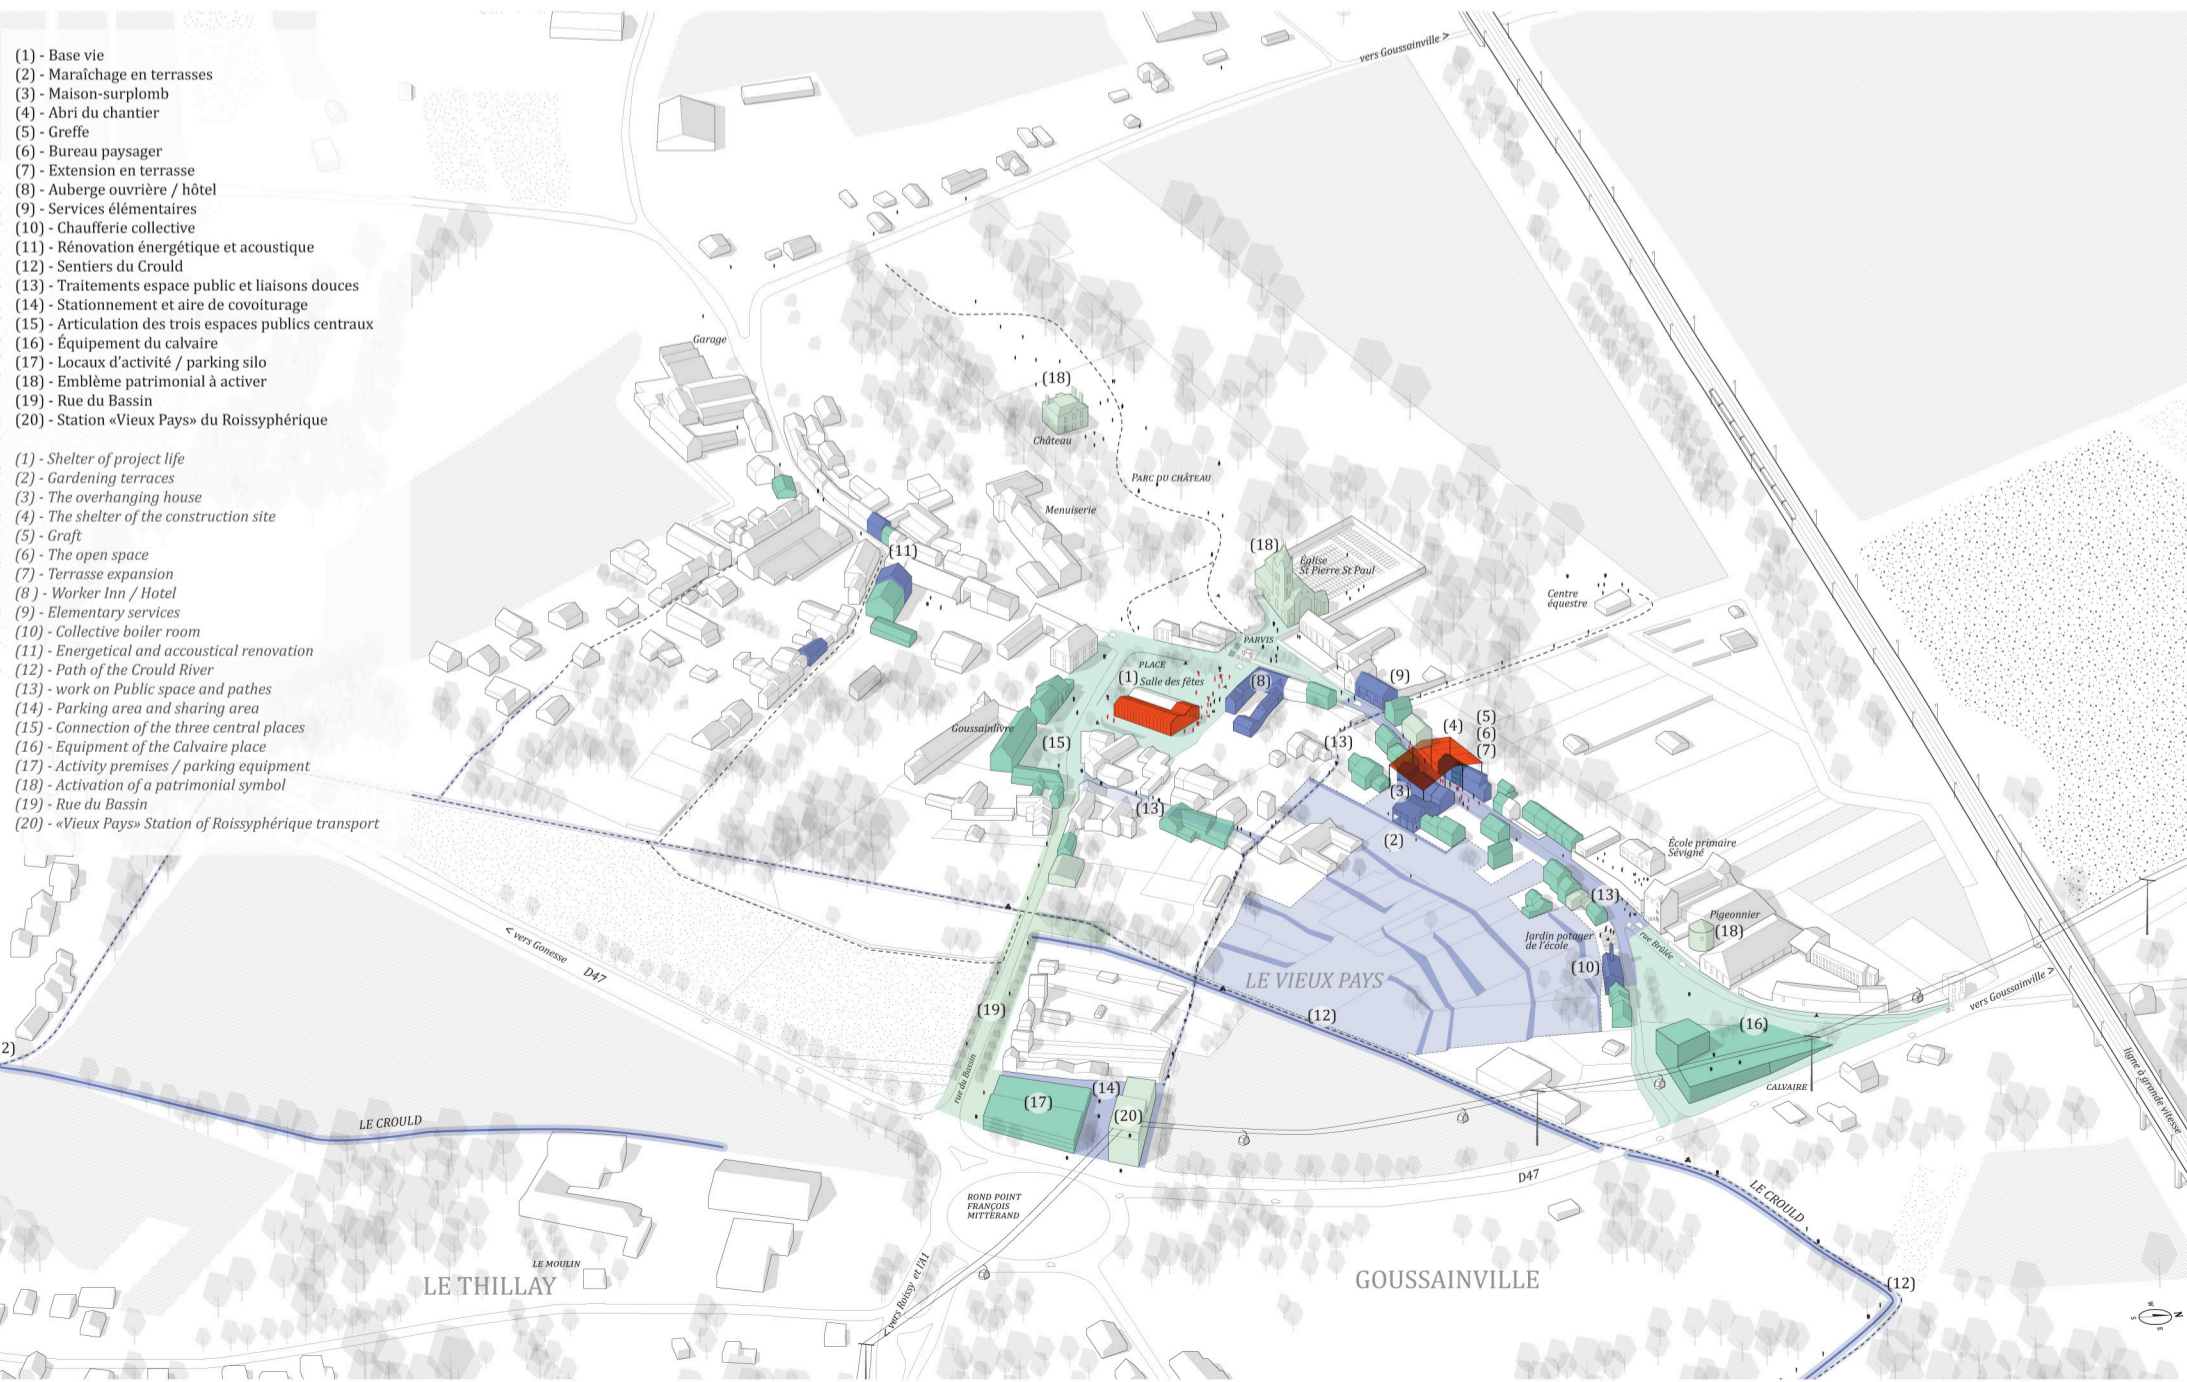 (1) - Base vie
(2) - Maraîchage en terrasses
(3) - Maison-surplomb
(4) - Abri du chantier
(5) - Greffe
(6) - Bureau paysager
(7) - Extension en terrasse
(8) - Auberge ouvrière / hôtel
(9) - Services élémentaires
(10) - Chaufferie collective
(11) - Rénovation énergétique et acoustique
(12) - Sentiers du Crould
(13) - Traitements espace public et liaisons douces
(14) - Stationnement et aire de covoiturage
(15) - Articulation des trois espaces publics centraux
(16) - Équipement du calvaire
(17) - Locaux d'activité / parking silo
(18) - Emblème patrimonial à activer
(19) - Rue du Bassin
(20) - Station «Vieux Pays» du Roissyphérique
(1) - Shelter of project life
(2) - Gardening terraces
(3) - The overhanging house
(4) - The shelter of the construction site
(5) - Graft
(6) - The open space
(7) - Terrasse expansion
(8 ) - Worker Inn / Hotel
(9) - Elementary services
(10) - Collective boiler room
(11) - Energetical and accoustical renovation
(12) - Path of the Crould River
(13) - work on Public space and pathes
(14) - Parking area and sharing area
(15) - Connection of the three central places
(16) - Equipment of the Calvaire place
(17) - Activity premises / parking equipment
(18) - Activation of a patrimonial symbol
(19) - Rue du Bassin
(20) - «Vieux Pays» Station of Roissyphérique transport
vers Goussainville >
Garage
(18)
Château
PARC DU CHÂTEAU
Menuiserie
(11)
(18)
Église
St Pierre St Paul
Centre
équestre
PARVIS
PLACE
(1)
Salle des fêtes
(8)
(9)
Goussainlivre
(15)
(13)
(4)
(5)
(6)
(7)
(3)
(13)
(2)
École primaire
Sévigné
(13)
Pigeonnier
(18)
Jardin potager
de l'école
rue Brûlée
(10)
LE VIEUX PAYS
< vers Gonesse
D47
(19)
(12)
(16)
vers Goussainville >
CALVAIRE
ligne à grande vitesse
2)
LE CROULD
rue du Bassin
(17)
(14)
(20)
D47
LE CROULD
ROND POINT
FRANÇOIS
MITTERAND
LE MOULIN
LE THILLAY
< vers Roissy et l'A1
GOUSSAINVILLE
(12)
N
W
S
E